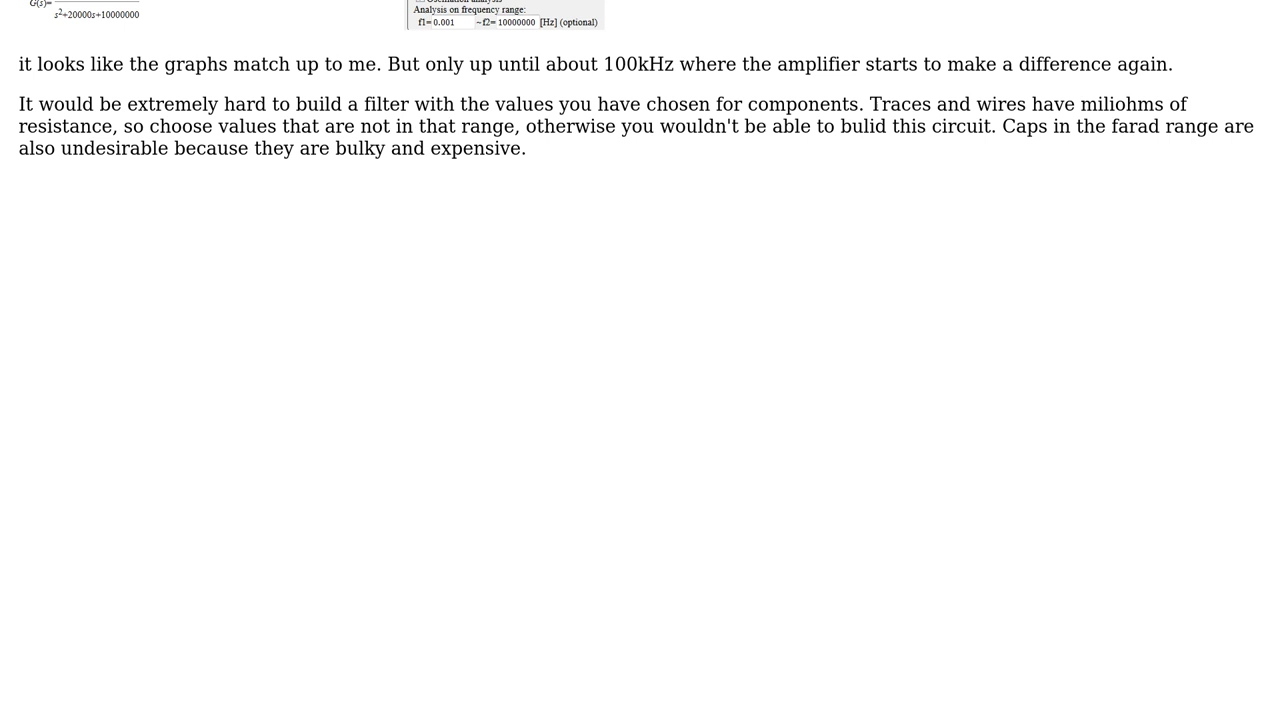 G(s)=
s²+20000s+10000000
Analysis on frequency range:
f1= 0.001 ~f2= 10000000 [Hz] (optional)
it looks like the graphs match up to me. But only up until about 100kHz where the amplifier starts to make a difference again.
It would be extremely hard to build a filter with the values you have chosen for components. Traces and wires have miliohms of
resistance, so choose values that are not in that range, otherwise you wouldn't be able to bulid this circuit. Caps in the farad range are
also undesirable because they are bulky and expensive.